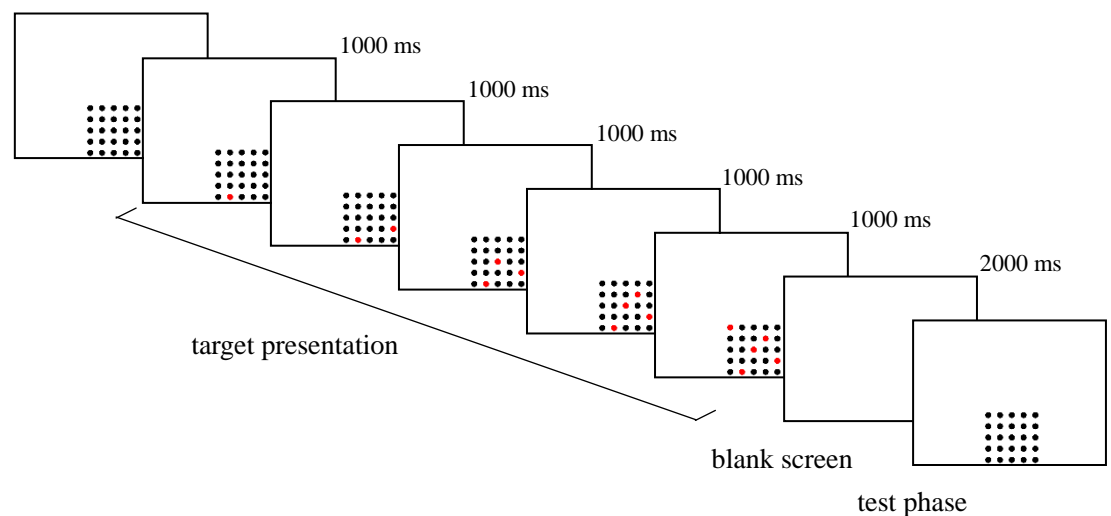 1000 ms
1000 ms
1000 ms
1000 ms
1000 ms
2000 ms
target presentation
blank screen
test phase